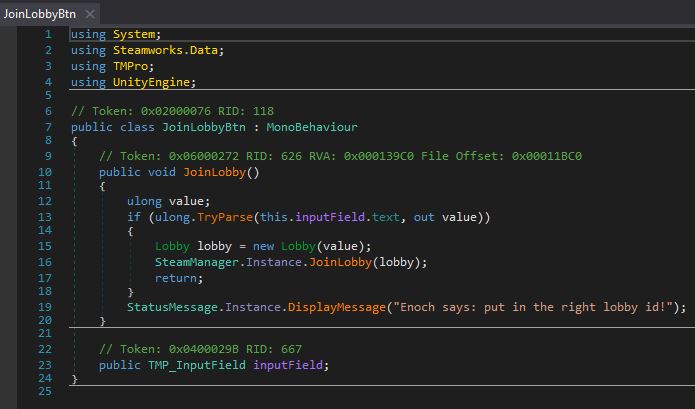 JoinLobbyBtn X
1 using System;
2 using Steamworks.Data;
3 using TMPro;
4 using UnityEngine;
5
6 // Token: 0x02000076 RID: 118
7 public class JoinLobbyBtn : MonoBehaviour
8 {
9 // Token: 0x06000272 RID: 626 RVA: 0x000139C0 File Offset: 0x00011BC0
10 public void JoinLobby()
11 {
12 ulong value;
13 if (ulong.TryParse(this.inputField.text, out value))
14 {
15 Lobby lobby = new Lobby(value);
16 SteamManager.Instance.JoinLobby(lobby);
17 return;
18 }
19 StatusMessage.Instance.DisplayMessage("Enoch says: put in the right lobby id!");
20 }
21
22 // Token: 0x0400029B RID: 667
23 public TMP_InputField inputField;
24 }
25